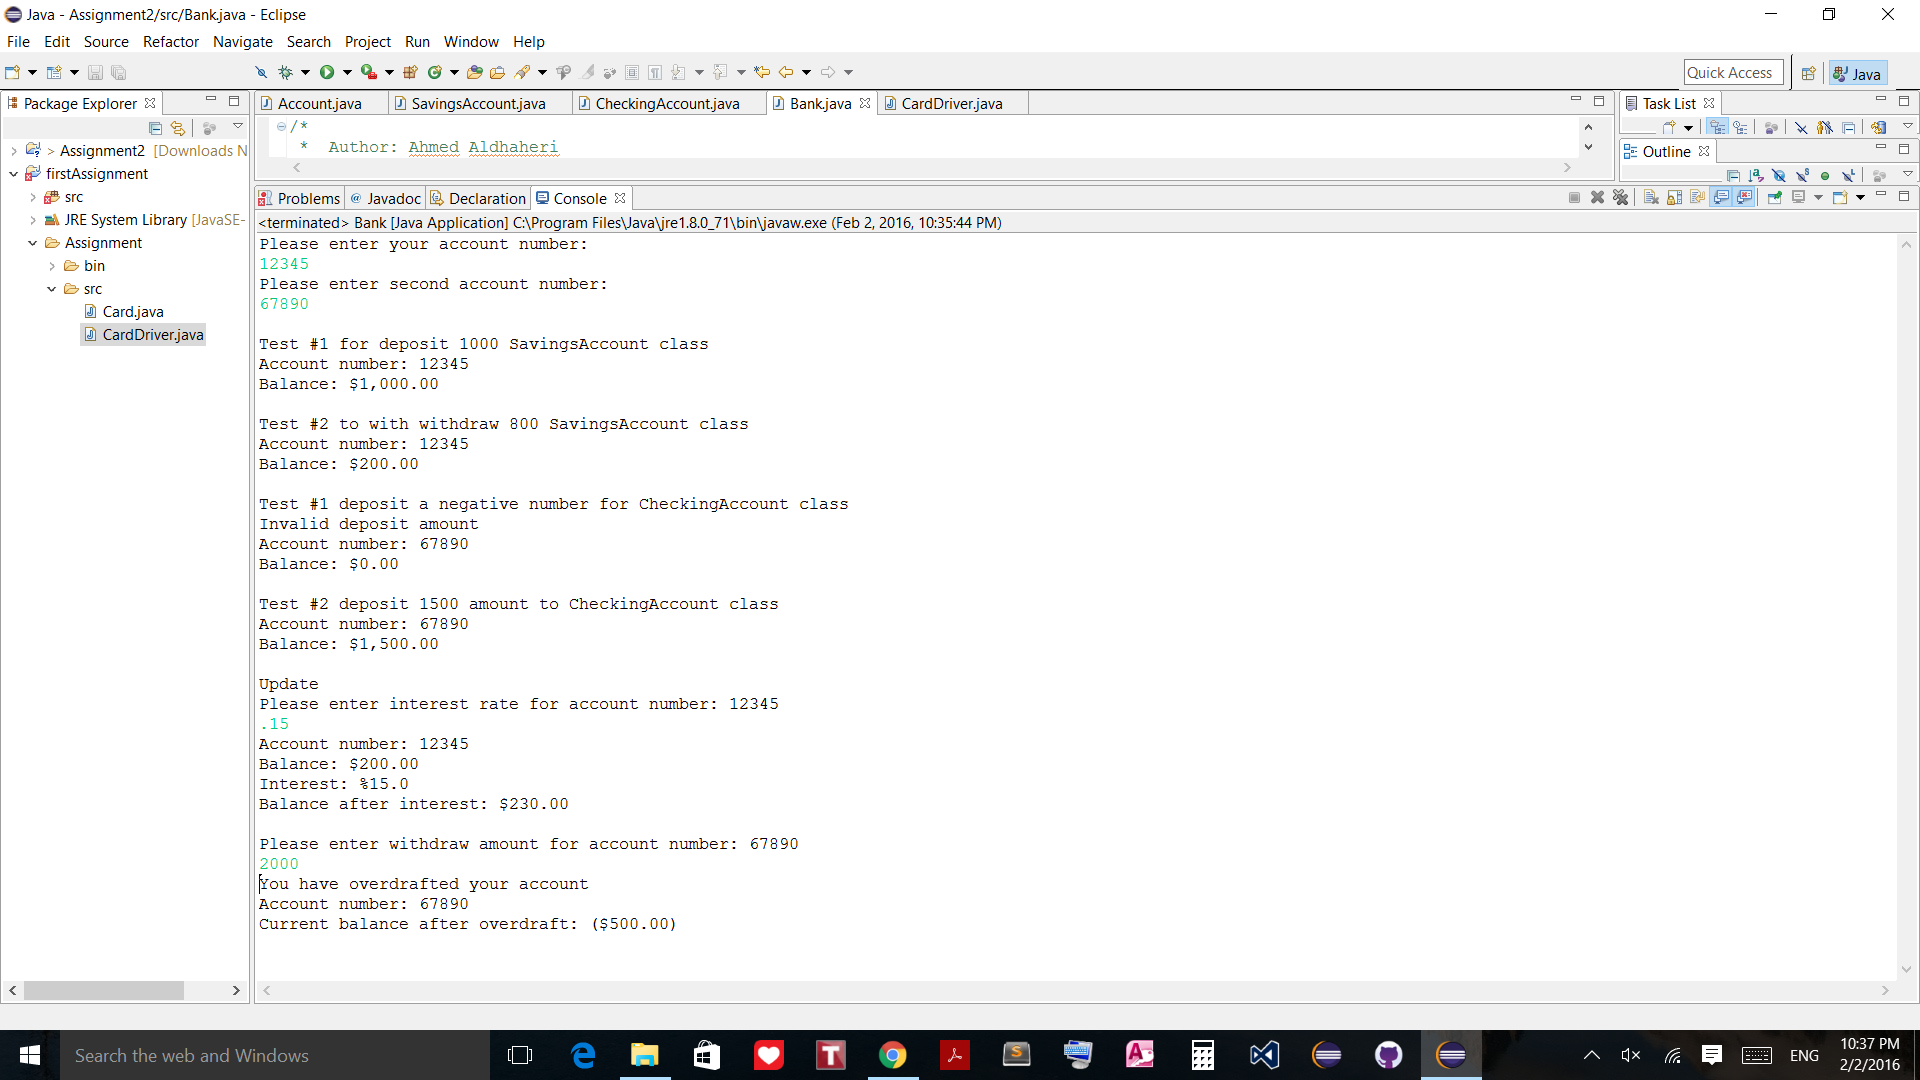 Java - Assignment2/src/Bank.java - Eclipse
File Edit Source Refactor Navigate Search Project Run Window Help
Quick Access
Java
Package Explorer
Account.java SavingsAccount.java CheckingAccount.java Bank.java CardDriver.java
Task List
/*
* Author: Ahmed Aldhaheri
Outline
> Assignment2 [Downloads N
firstAssignment
src
JRE System Library [JavaSE-
Assignment
bin
src
Card.java
CardDriver.java
Problems @ Javadoc Declaration Console
<terminated> Bank [Java Application] C:\Program Files\Java\jre1.8.0_71\bin\javaw.exe (Feb 2, 2016, 10:35:44 PM)
Please enter your account number:
12345
Please enter second account number:
67890
Test #1 for deposit 1000 SavingsAccount class
Account number: 12345
Balance: $1,000.00
Test #2 to with withdraw 800 SavingsAccount class
Account number: 12345
Balance: $200.00
Test #1 deposit a negative number for CheckingAccount class
Invalid deposit amount
Account number: 67890
Balance: $0.00
Test #2 deposit 1500 amount to CheckingAccount class
Account number: 67890
Balance: $1,500.00
Update
Please enter interest rate for account number: 12345
.15
Account number: 12345
Balance: $200.00
Interest: %15.0
Balance after interest: $230.00
Please enter withdraw amount for account number: 67890
2000
You have overdrafted your account
Account number: 67890
Current balance after overdraft: ($500.00)
Search the web and Windows
ENG
10:37 PM
2/2/2016